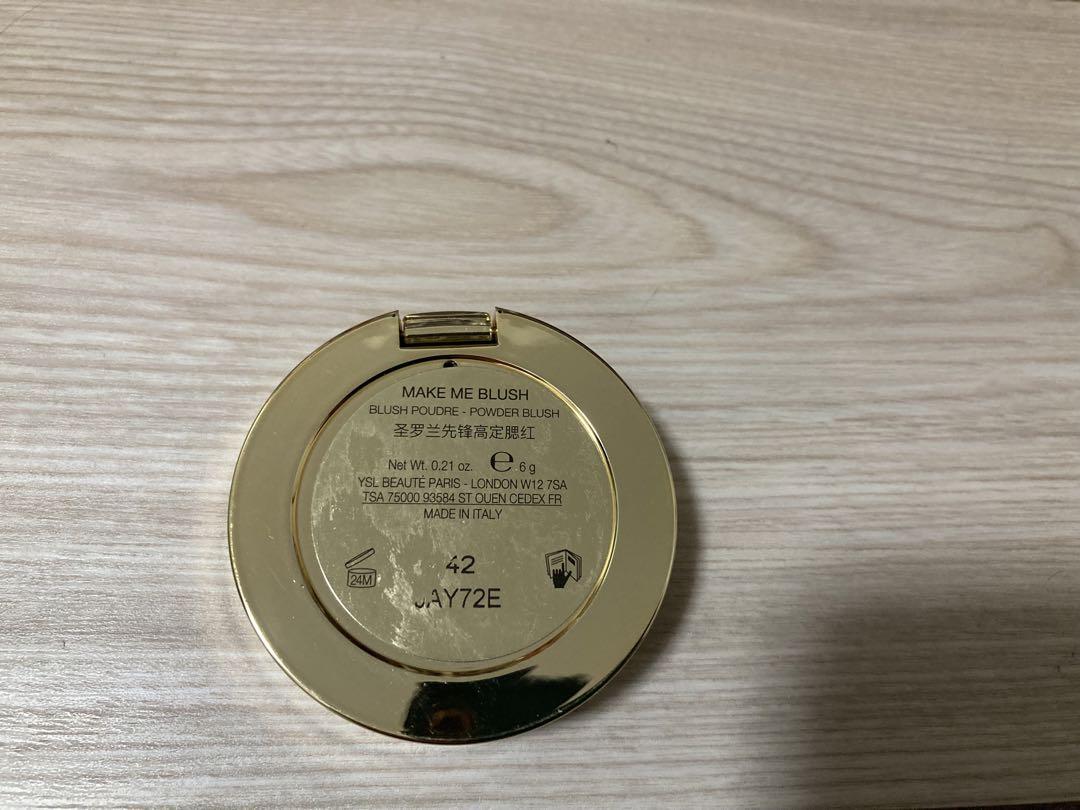 MAKE ME BLUSH
BLUSH POUDRE - POWDER BLUSH
圣罗兰先锋高定腮红
Net Wt. 0.21 oz. e 6 g
YSL BEAUTÉ PARIS - LONDON W12 7SA
TSA 75000 93584 ST OUEN CEDEX FR
MADE IN ITALY
24M
42